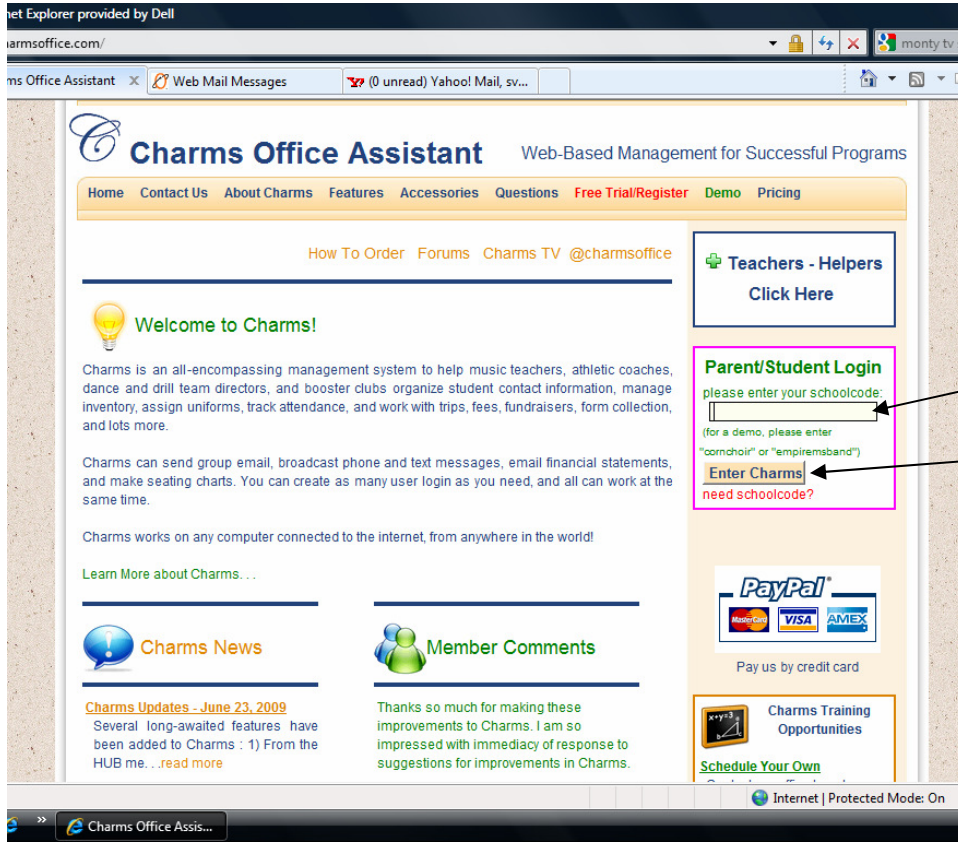 net Explorer provided by Dell
armsoffice.com/
monty tv
ms Office Assistant
Web Mail Messages
(0 unread) Yahoo! Mail, sv...
C
Charms Office Assistant
Web-Based Management for Successful Programs
Home Contact Us About Charms Features Accessories Questions Free Trial/Register Demo Pricing
How To Order Forums Charms TV @charmsoffice
Welcome to Charms!
Charms is an all-encompassing management system to help music teachers, athletic coaches,
dance and drill team directors, and booster clubs organize student contact information, manage
inventory, assign uniforms, track attendance, and work with trips, fees, fundraisers, form collection,
and lots more.
Charms can send group email, broadcast phone and text messages, email financial statements,
and make seating charts. You can create as many user login as you need, and all can work at the
same time.
Charms works on any computer connected to the internet, from anywhere in the world!
Learn More about Charms. . .
Charms News
Charms Updates - June 23, 2009
Several long-awaited features have
been added to Charms : 1) From the
HUB me. . .read more
Member Comments
Thanks so much for making these
improvements to Charms. I am so
impressed with immediacy of response to
suggestions for improvements in Charms.
Teachers - Helpers
Click Here
Parent/Student Login
please enter your schoolcode:
(for a demo, please enter
"cornchoir" or "empiremsband")
Enter Charms
need schoolcode?
PayPal
MasterCard VISA AMEX
Pay us by credit card
x+y=3
Charms Training
Opportunities
Schedule Your Own
Internet | Protected Mode: On
Charms Office Assis...